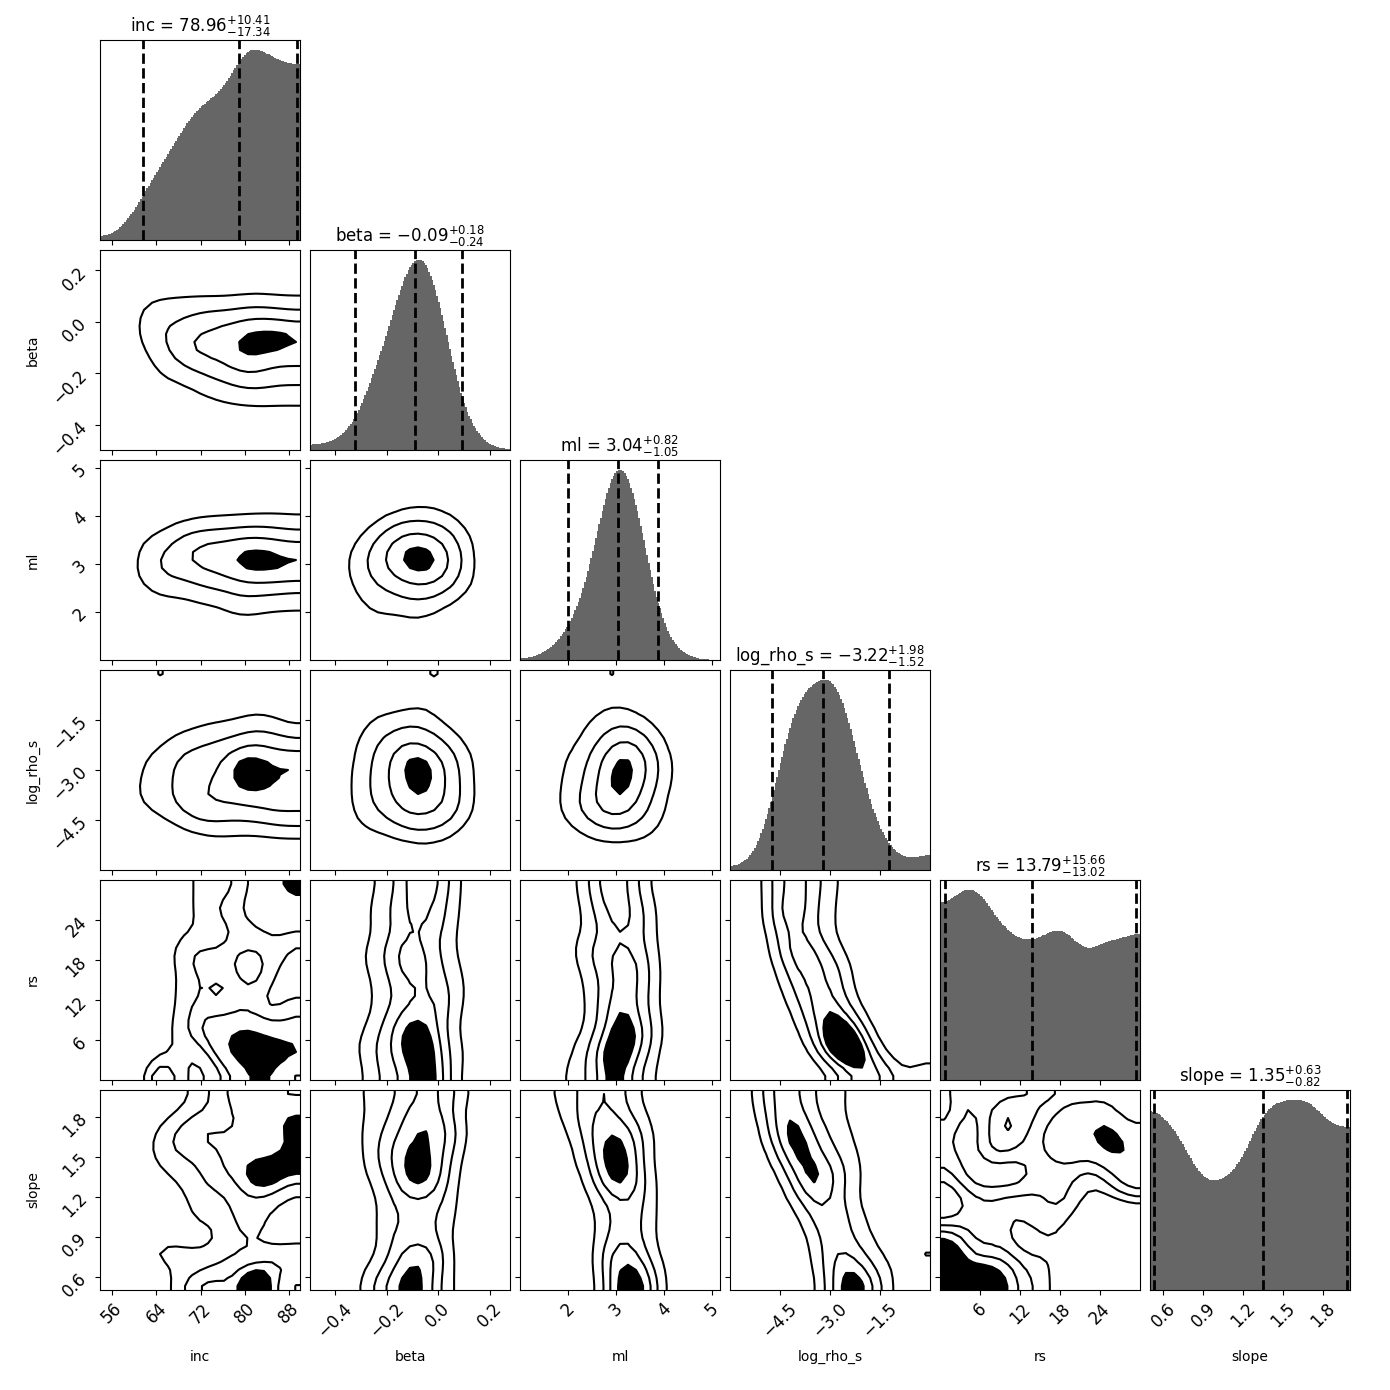 inc = 78.96+10.41−17.34
beta = −0.09+0.18−0.24
0.2
0.0
−0.2
−0.4
beta
ml = 3.04+0.82−1.05
5
4
3
2
ml
log_rho_s = −3.22+1.98−1.52
−1.5
−3.0
−4.5
log_rho_s
rs = 13.79+15.66−13.02
24
18
12
6
rs
slope = 1.35+0.63−0.82
1.8
1.5
1.2
0.9
0.6
slope
56 64 72 80 88 −0.4 −0.2 0.0 0.2 2 3 4 5 −4.5 −3.0 −1.5 6 12 18 24 0.6 0.9 1.2 1.5 1.8
inc beta ml log_rho_s rs slope